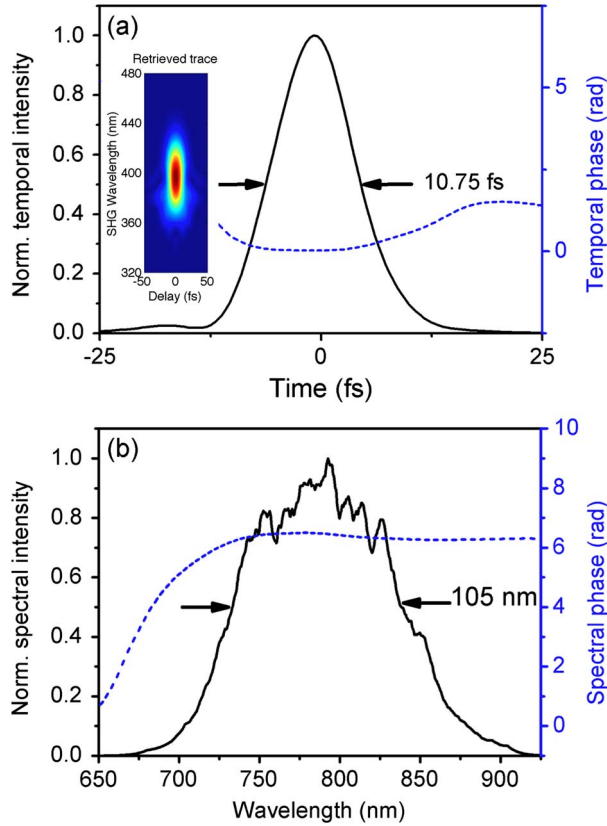 (a)
Norm. temporal intensity
1.0
0.8
0.6
0.4
0.2
0.0
Retrieved trace
SHG Wavelength (nm)
480
440
400
360
320
-50 0 50
Delay (fs)
10.75 fs
5
0
Temporal phase (rad)
-25 0 25
Time (fs)
(b)
Norm. spectral intensity
1.0
0.8
0.6
0.4
0.2
0.0
105 nm
10
8
6
4
2
0
Spectral phase (rad)
650 700 750 800 850 900
Wavelength (nm)